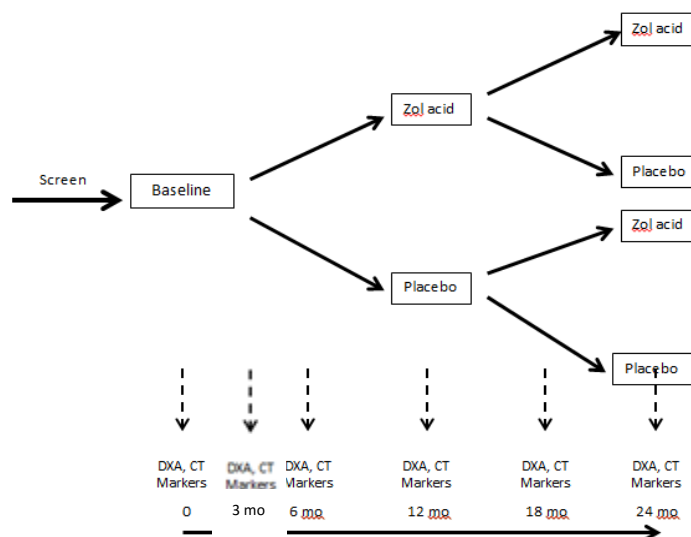 Zol acid
Zol acid
Screen
Baseline
Placebo
Zol acid
Placebo
Placebo
DXA, CT
Markers
0
DXA, CT
Markers
3 mo
DXA, CT
Markers
6 mo
DXA, CT
Markers
12 mo
DXA, CT
Markers
18 mo
DXA, CT
Markers
24 mo